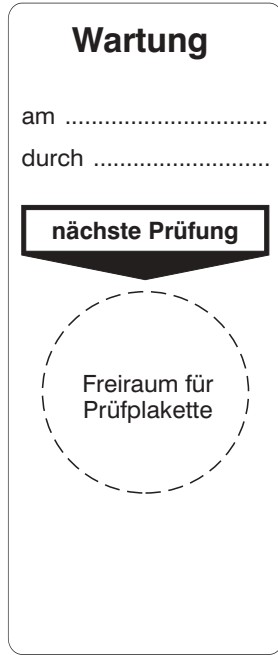 Wartung
am ..............................
durch ..........................
nächste Prüfung
Freiraum für
Prüfplakette